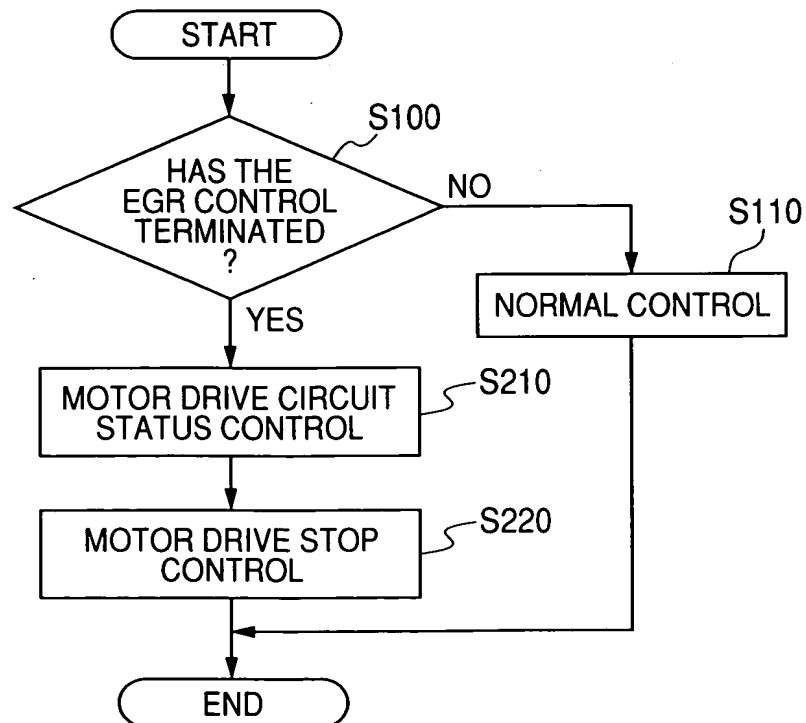 START
S100
HAS THE
EGR CONTROL
TERMINATED
?
NO
S110
NORMAL CONTROL
YES
MOTOR DRIVE CIRCUIT
STATUS CONTROL
S210
MOTOR DRIVE STOP
CONTROL
S220
END